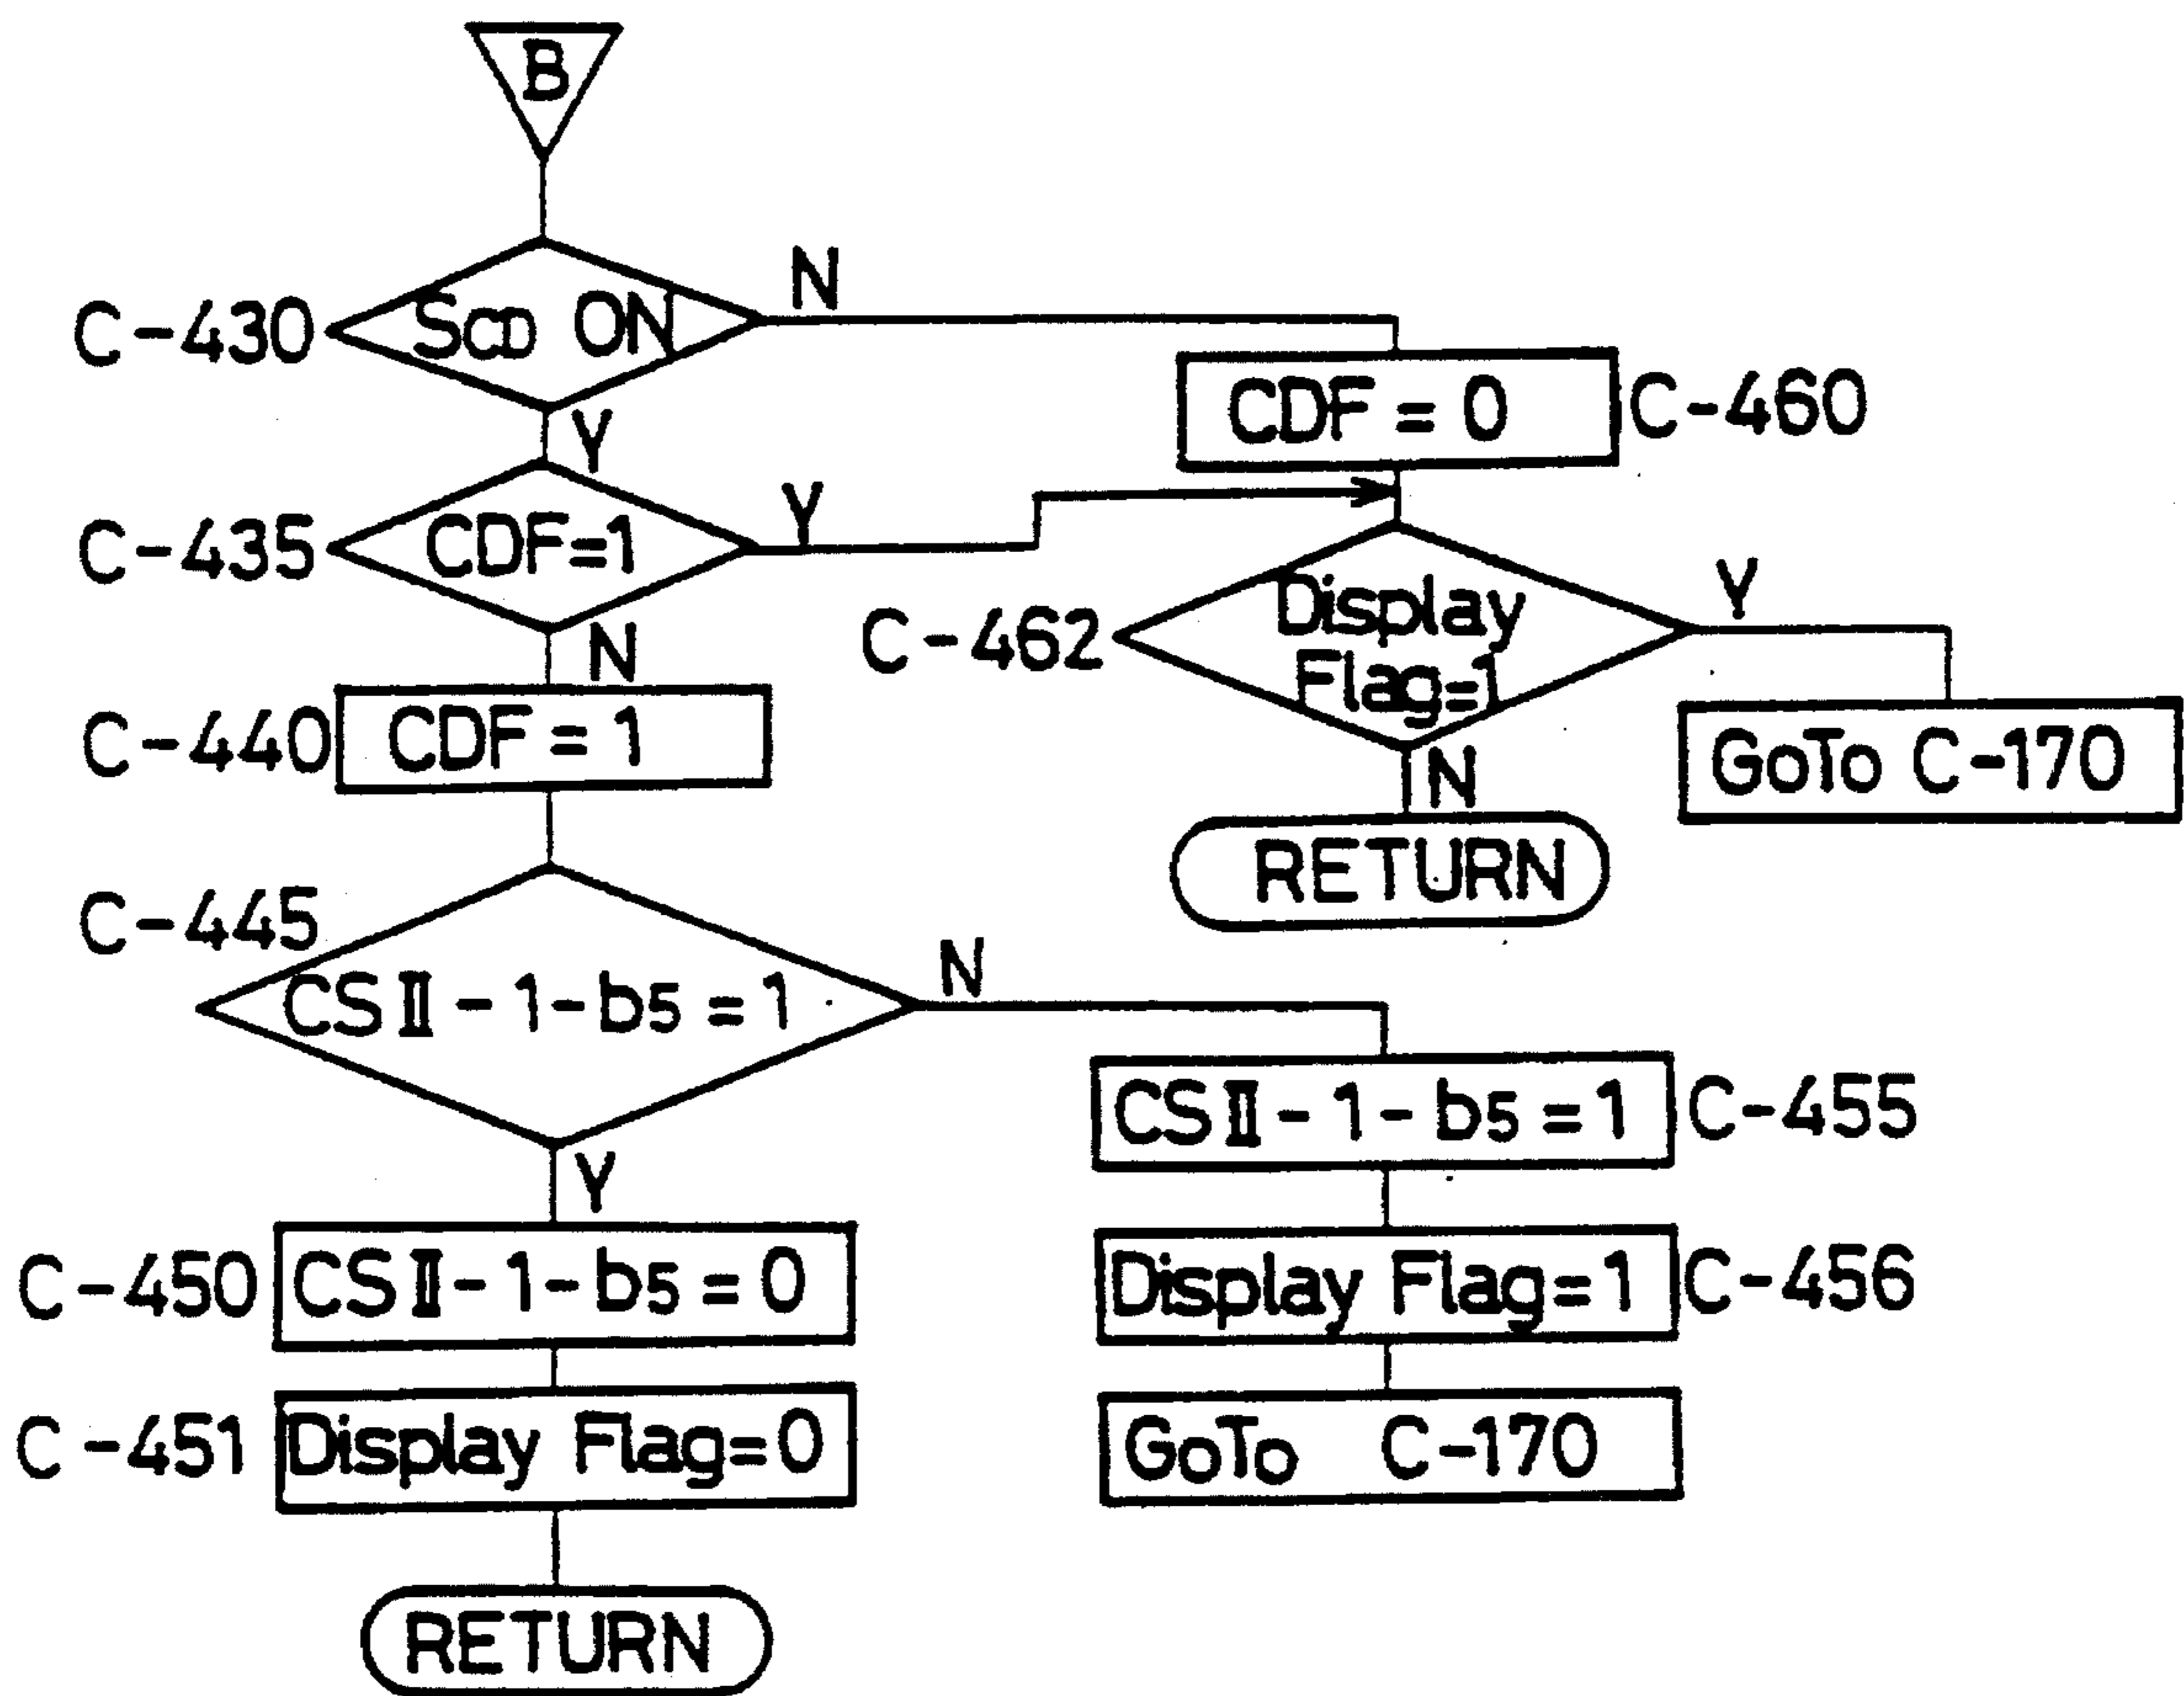 B
N
C-430
SCD ON
CDF = 0
C-460
Y
C-435
CDF=1
Y
N
C-462
Display
Flag=1
Y
C-440
CDF = 1
GoTo C-170
N
RETURN
C-445
CSⅡ-1-b5=1
N
CSⅡ-1-b5=1
C-455
Y
C-450
CSⅡ-1-b5=0
Display Flag=1
C-456
C-451
Display Flag=0
GoTo C-170
RETURN